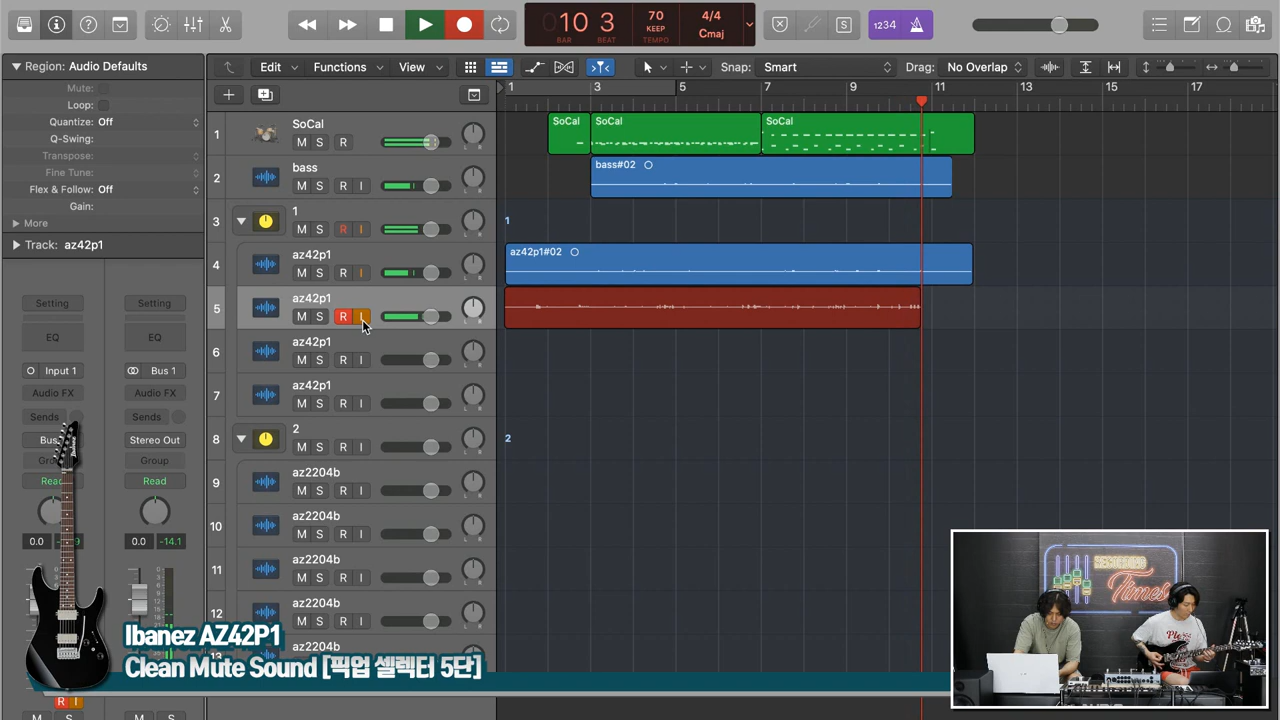 10 3
BAR BEAT
70
TEMPO
4/4
Cmaj
S
1234
Region: Audio Defaults
Mute:
Loop:
Quantize: Off
Q-Swing:
Transpose:
Fine Tune:
Flex & Follow: Off
Gain:
More
Track: az42p1
Edit
Functions
View
Snap: Smart
Drag: No Overlap
1 3 5 7 9 11 13 15 17
1 SoCal
M S R
2 bass
M S R I
3 1
M S R I
4 az42p1
M S R I
5 az42p1
M S R I
6 az42p1
M S R I
7 az42p1
M S R I
8 2
M S R I
9 az2204b
M S R I
10 az2204b
M S R I
11 az2204b
M S R I
12 az2204b
M S R I
13 az2204b
SoCal
SoCal
SoCal
bass#02
1
az42p1#02
2
Setting
Setting
EQ
EQ
Input 1
Bus 1
Audio FX
Audio FX
Sends
Sends
Stereo Out
Group
Read
Read
0.0
0.0 -14.1
R I
M
M S
RECORDING
Times
Ibanez AZ42P1
Clean Mute Sound [픽업 셀렉터 5단]